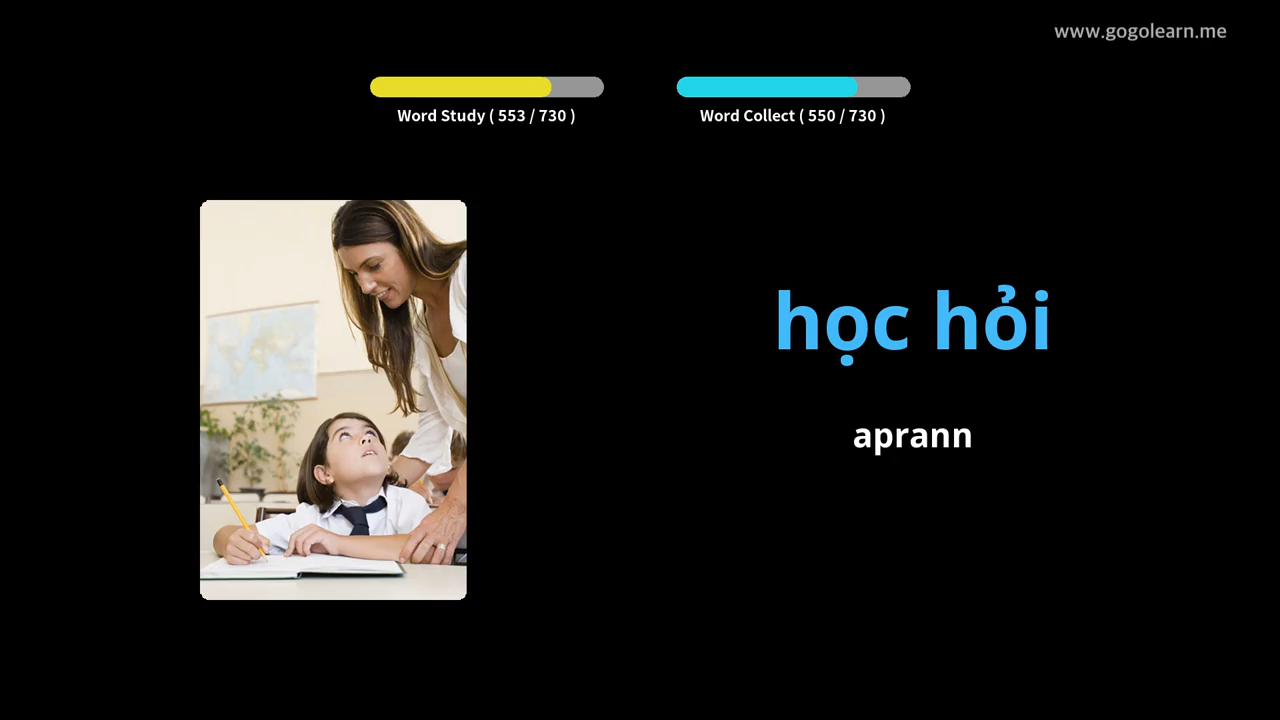 www.gogolearn.me
Word Study ( 553 / 730 )
Word Collect ( 550 / 730 )
học hỏi
aprann